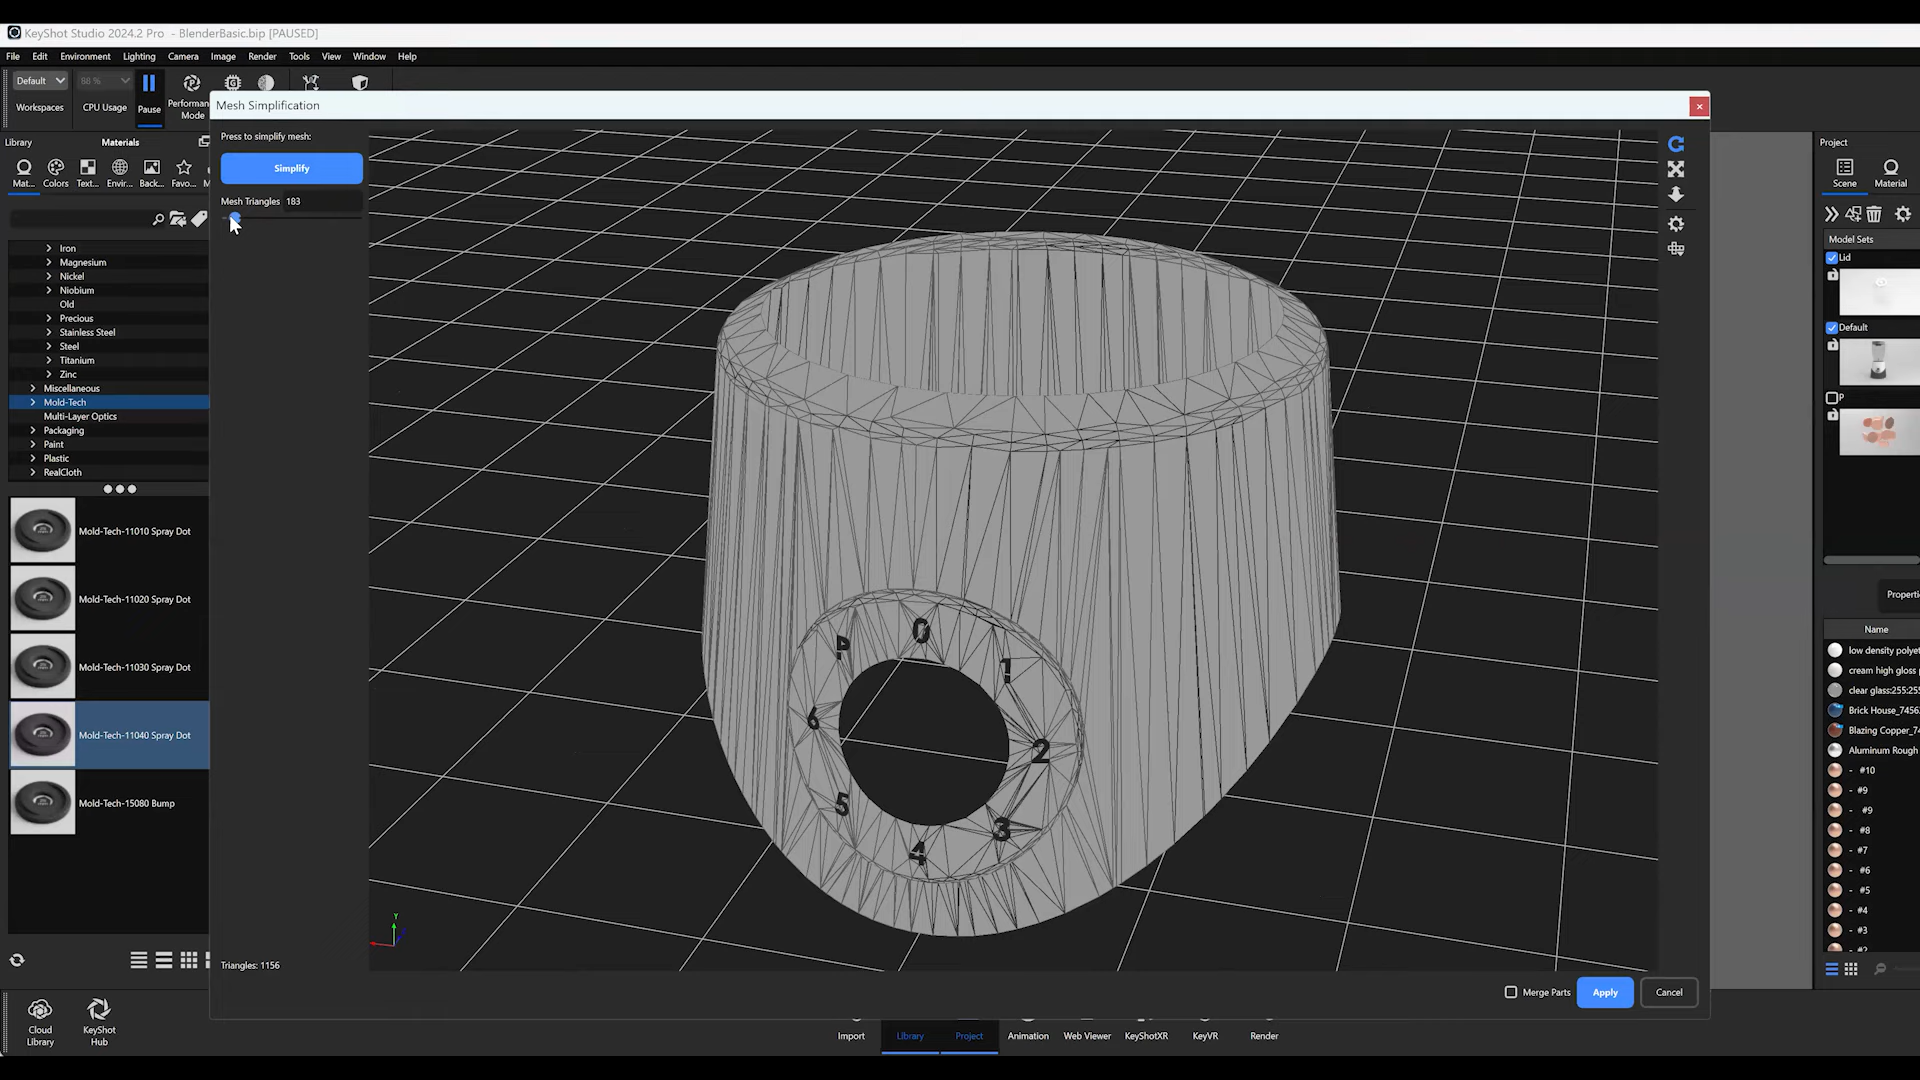 KeyShot Studio 2024.2 Pro - BlenderBasic.bip [PAUSED]
File Edit Environment Camera Image Render Tools View Window Help
Default 88 %
Workspaces CPU Usage Pause Performan
Mode
Mesh Simplification
Press to simplify mesh:
Simplify
Mesh Triangles 183
Library Materials
Mat... Colors Text... Envir... Back... Favo... M
Iron
Magnesium
Nickel
Niobium
Old
Precious
Stainless Steel
Steel
Titanium
Zinc
Miscellaneous
Mold-Tech
Multi-Layer Optics
Packaging
Paint
Plastic
RealCloth
Mold-Tech-11010 Spray Dot
Mold-Tech-11020 Spray Dot
Mold-Tech-11030 Spray Dot
Mold-Tech-11040 Spray Dot
Mold-Tech-15080 Bump
P 0 1
6 2
5 3
4
Y
Triangles: 1156
Merge Parts Apply Cancel
Project
Scene Material
Model Sets
Lid
Default
P
Properti
Name
low density polyet
cream high gloss p
clear glass:255:255
Brick House_7456
Blazing Copper_74
Aluminum Rough
- #10
- #9
- #9
- #8
- #7
- #6
- #5
- #4
- #3
- #2
Cloud
Library
KeyShot
Hub
Import Library Project Animation Web Viewer KeyShotXR KeyVR Render